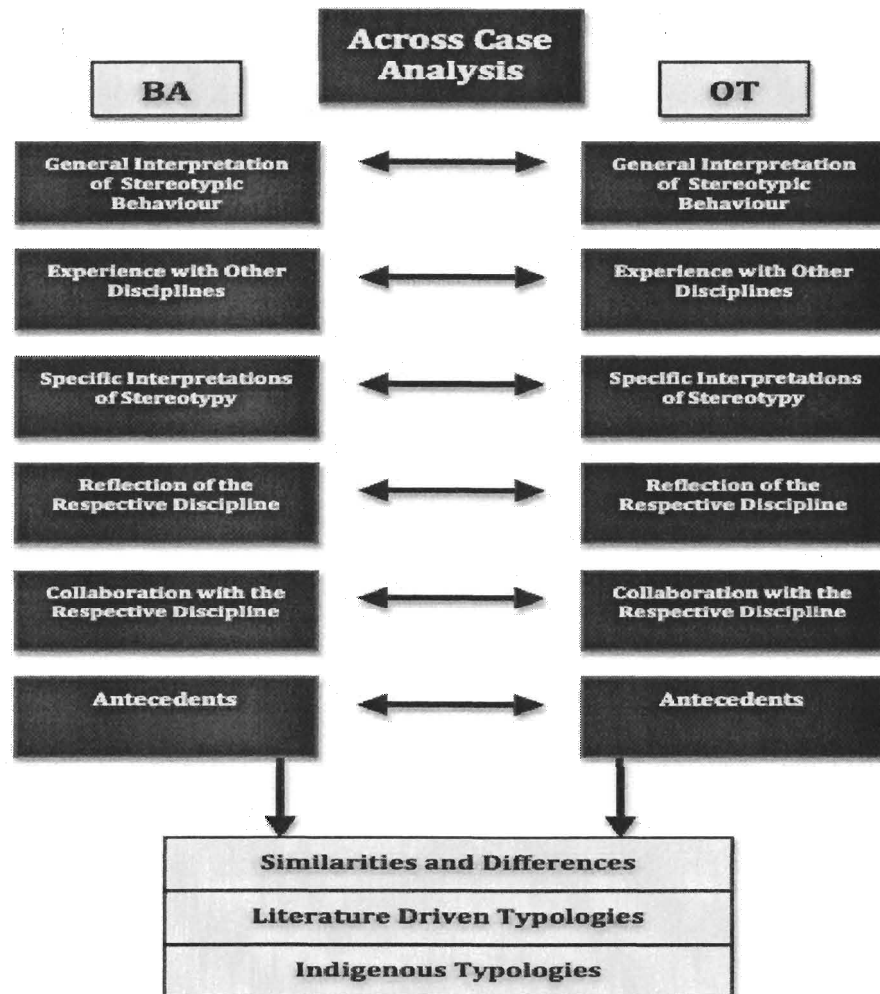 Across Case
Analysis
BA
OT
General Interpretation
of Stereotypic
Behaviour
General Interpretation
of Stereotypic
Behaviour
Experience with Other
Disciplines
Experience with Other
Disciplines
Specific Interpretations
of Stereotypy
Specific Interpretations
of Stereotypy
Reflection of the
Respective Discipline
Reflection of the
Respective Discipline
Collaboration with the
Respective Discipline
Collaboration with the
Respective Discipline
Antecedents
Antecedents
Similarities and Differences
Literature Driven Typologies
Indigenous Typologies